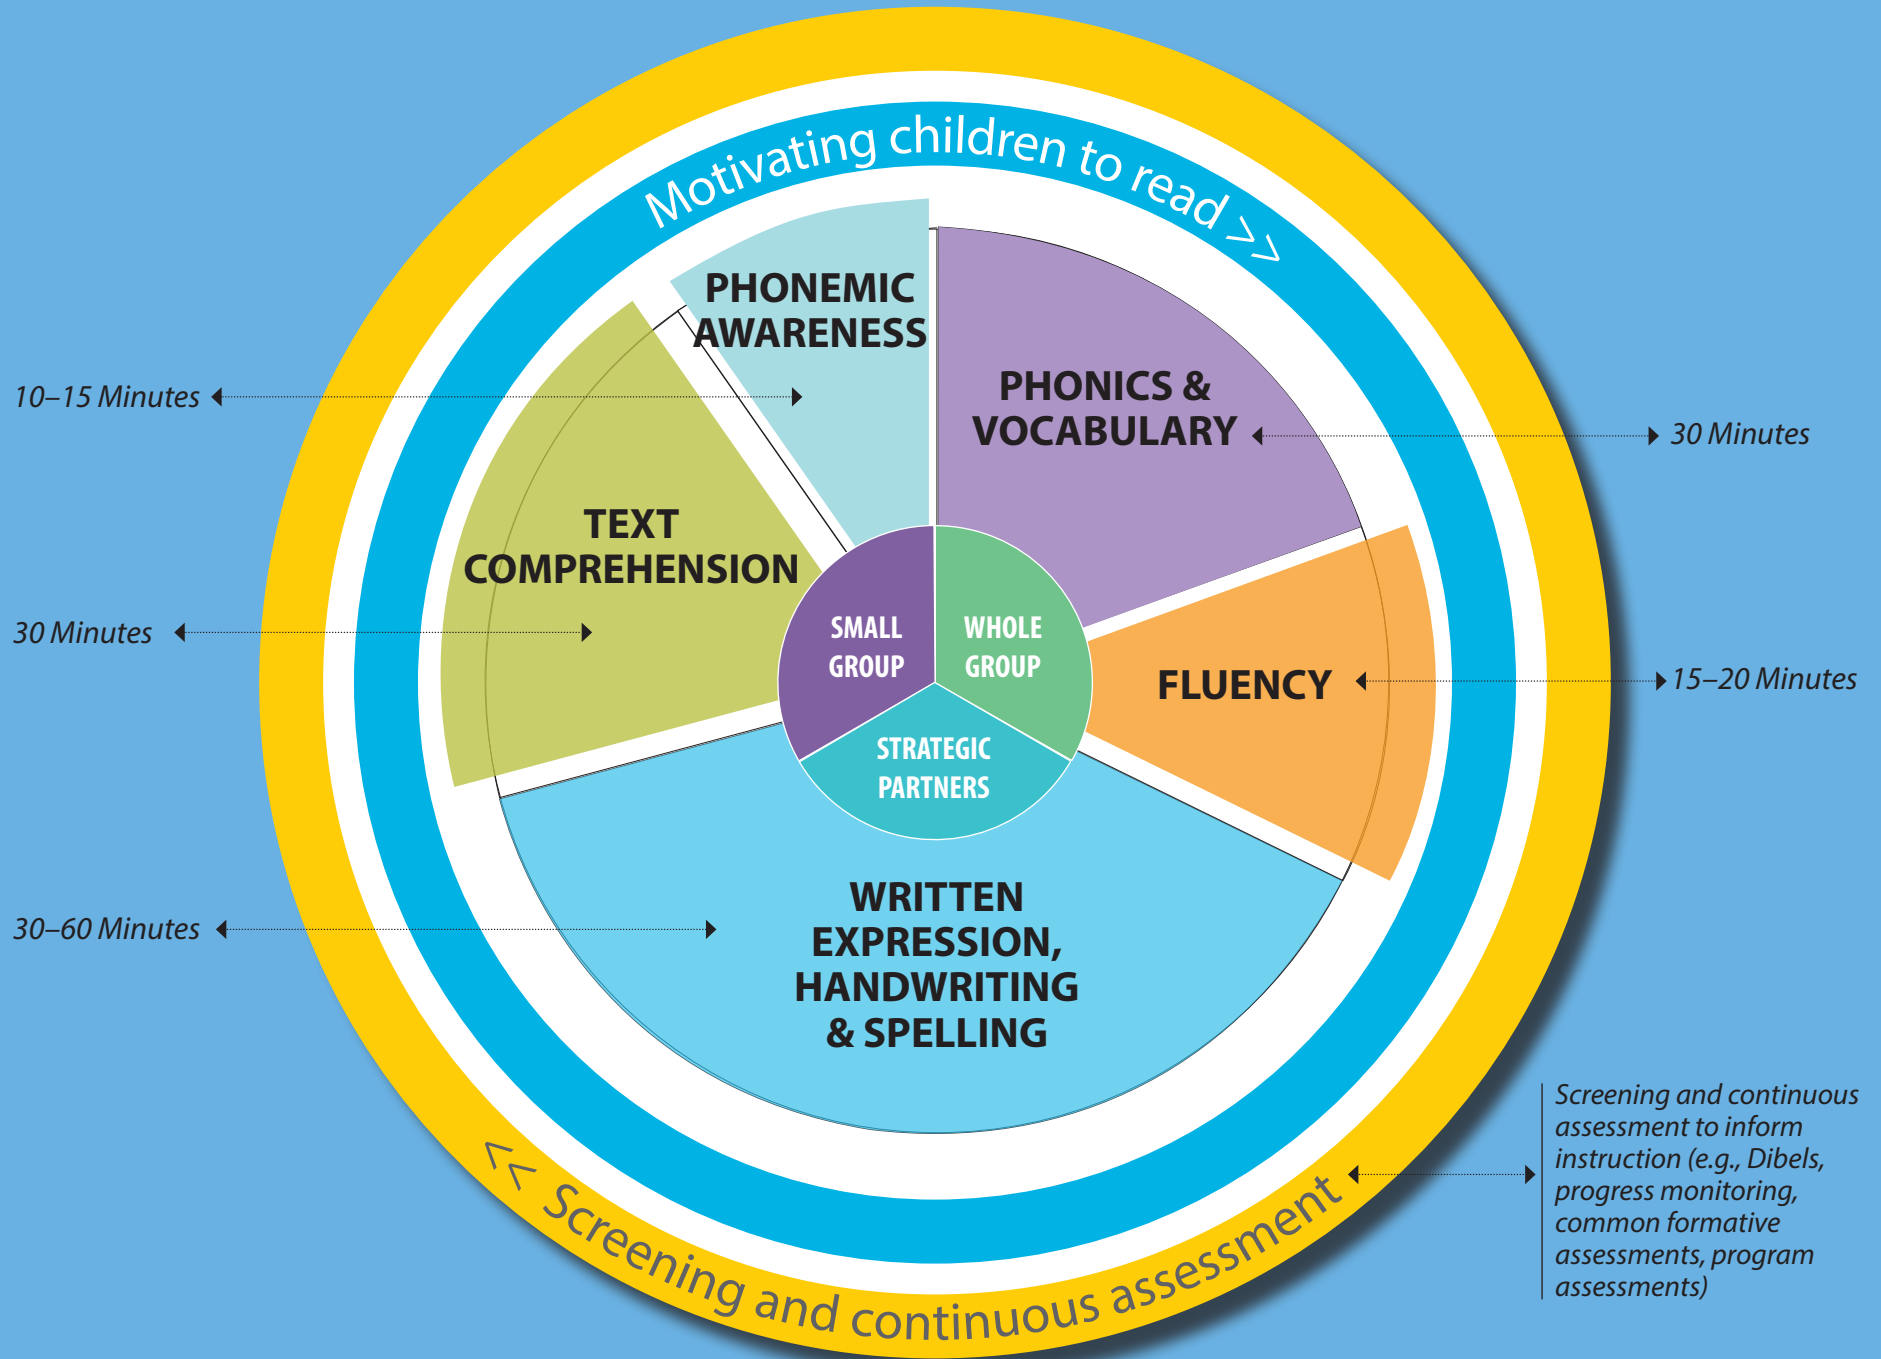 Motivating children to read >>
PHONEMIC
AWARENESS
10–15 Minutes
PHONICS &
VOCABULARY
30 Minutes
TEXT
COMPREHENSION
30 Minutes
SMALL
GROUP
WHOLE
GROUP
STRATEGIC
PARTNERS
FLUENCY
15–20 Minutes
WRITTEN
EXPRESSION,
HANDWRITING
& SPELLING
30–60 Minutes
<< Screening and continuous assessment
Screening and continuous
assessment to inform
instruction (e.g., Dibels,
progress monitoring,
common formative
assessments, program
assessments)